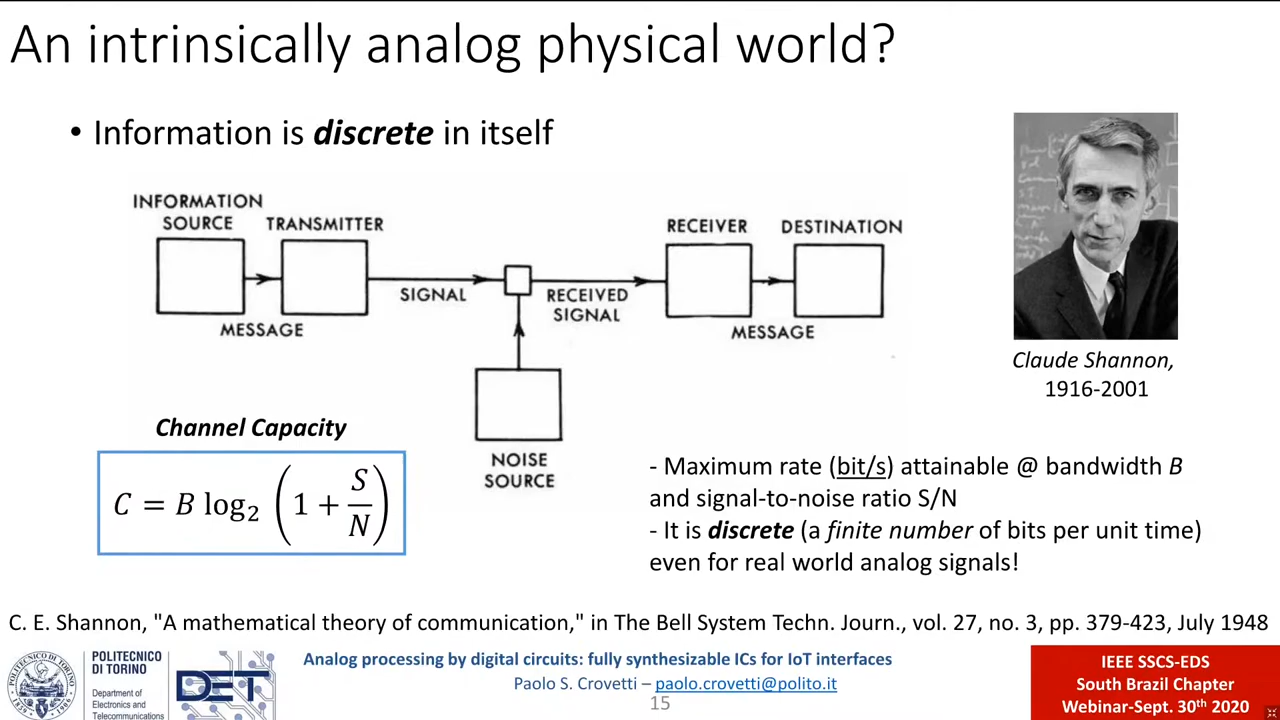 An intrinsically analog physical world?
• Information is discrete in itself
INFORMATION
SOURCE
TRANSMITTER
RECEIVER
DESTINATION
SIGNAL
RECEIVED
SIGNAL
MESSAGE
MESSAGE
NOISE
SOURCE
Claude Shannon,
1916-2001
Channel Capacity
C = B log₂ (1 + S/N)
- Maximum rate (bit/s) attainable @ bandwidth B
and signal-to-noise ratio S/N
- It is discrete (a finite number of bits per unit time)
even for real world analog signals!
C. E. Shannon, "A mathematical theory of communication," in The Bell System Techn. Journ., vol. 27, no. 3, pp. 379-423, July 1948
POLITECNICO
DI TORINO
Department of
Electronics and
Telecommunications
DET
Analog processing by digital circuits: fully synthesizable ICs for IoT interfaces
Paolo S. Crovetti – paolo.crovetti@polito.it
15
IEEE SSCS-EDS
South Brazil Chapter
Webinar-Sept. 30th 2020